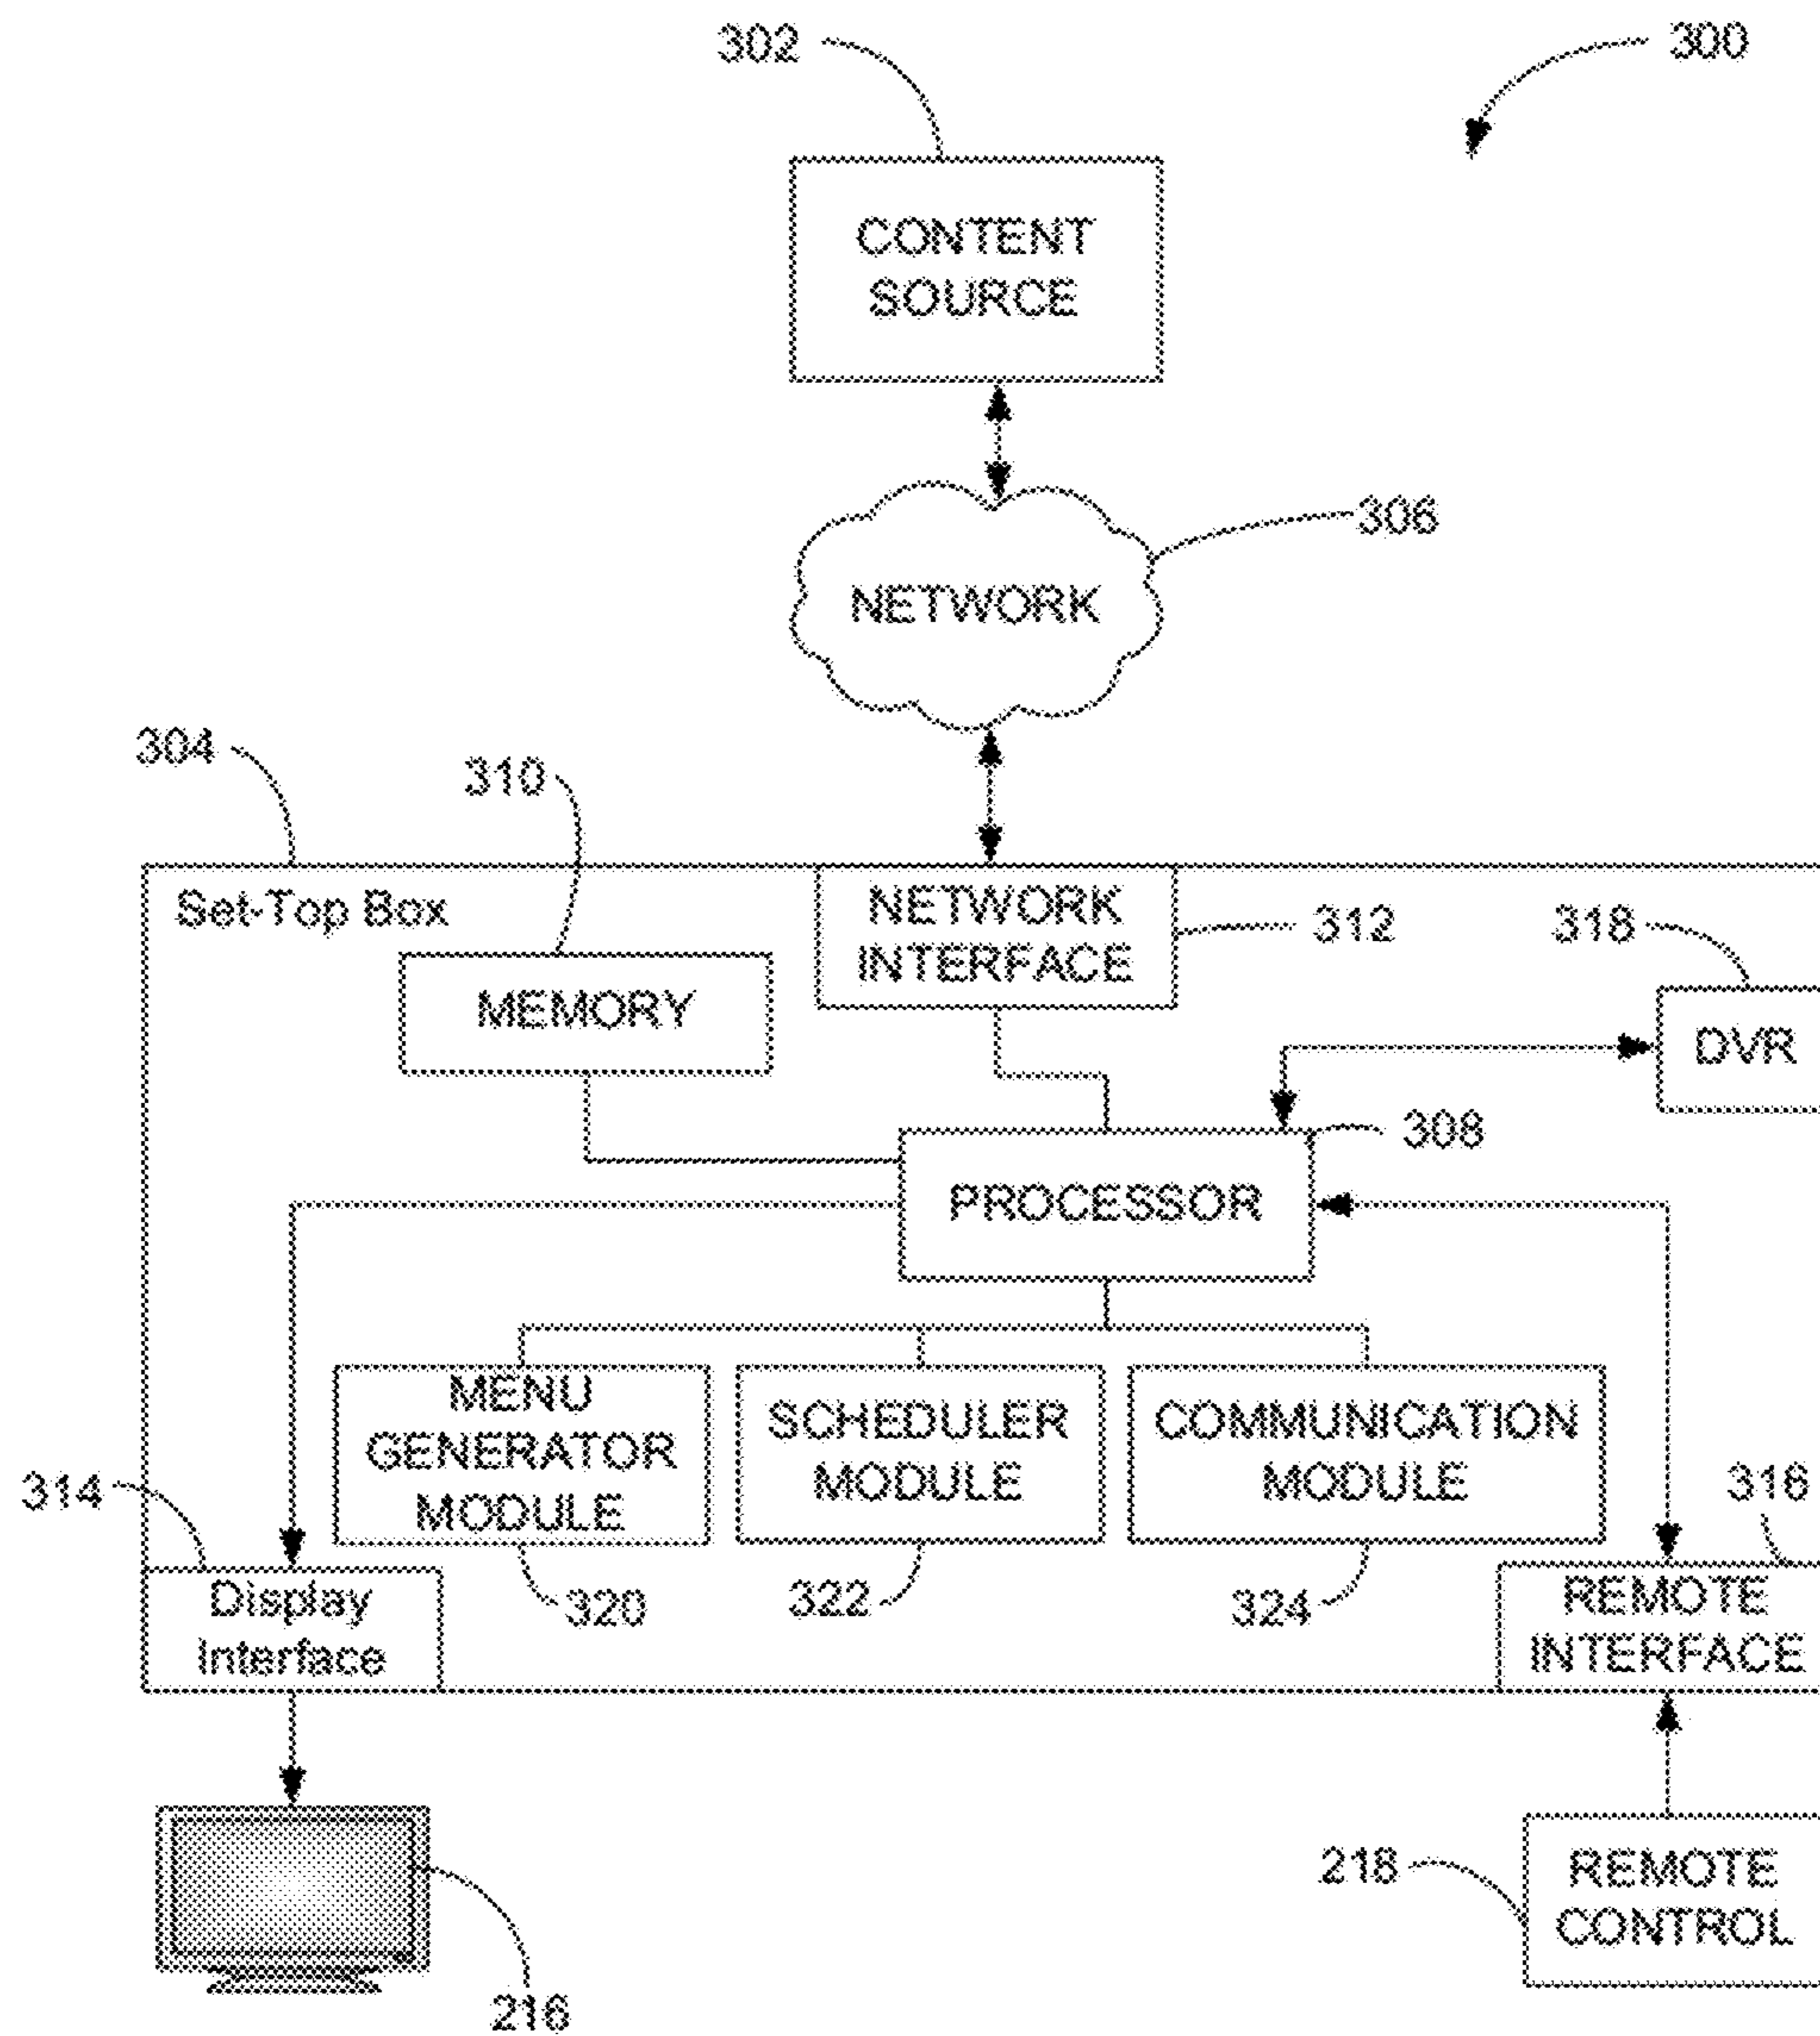 302
300
CONTENT
SOURCE
306
NETWORK
304
310
Set-Top Box
NETWORK
INTERFACE
312
318
MEMORY
DVR
308
PROCESSOR
MENU
GENERATOR
MODULE
SCHEDULER
MODULE
COMMUNICATION
MODULE
314
316
320
322
324
Display
Interface
REMOTE
INTERFACE
218
REMOTE
CONTROL
216